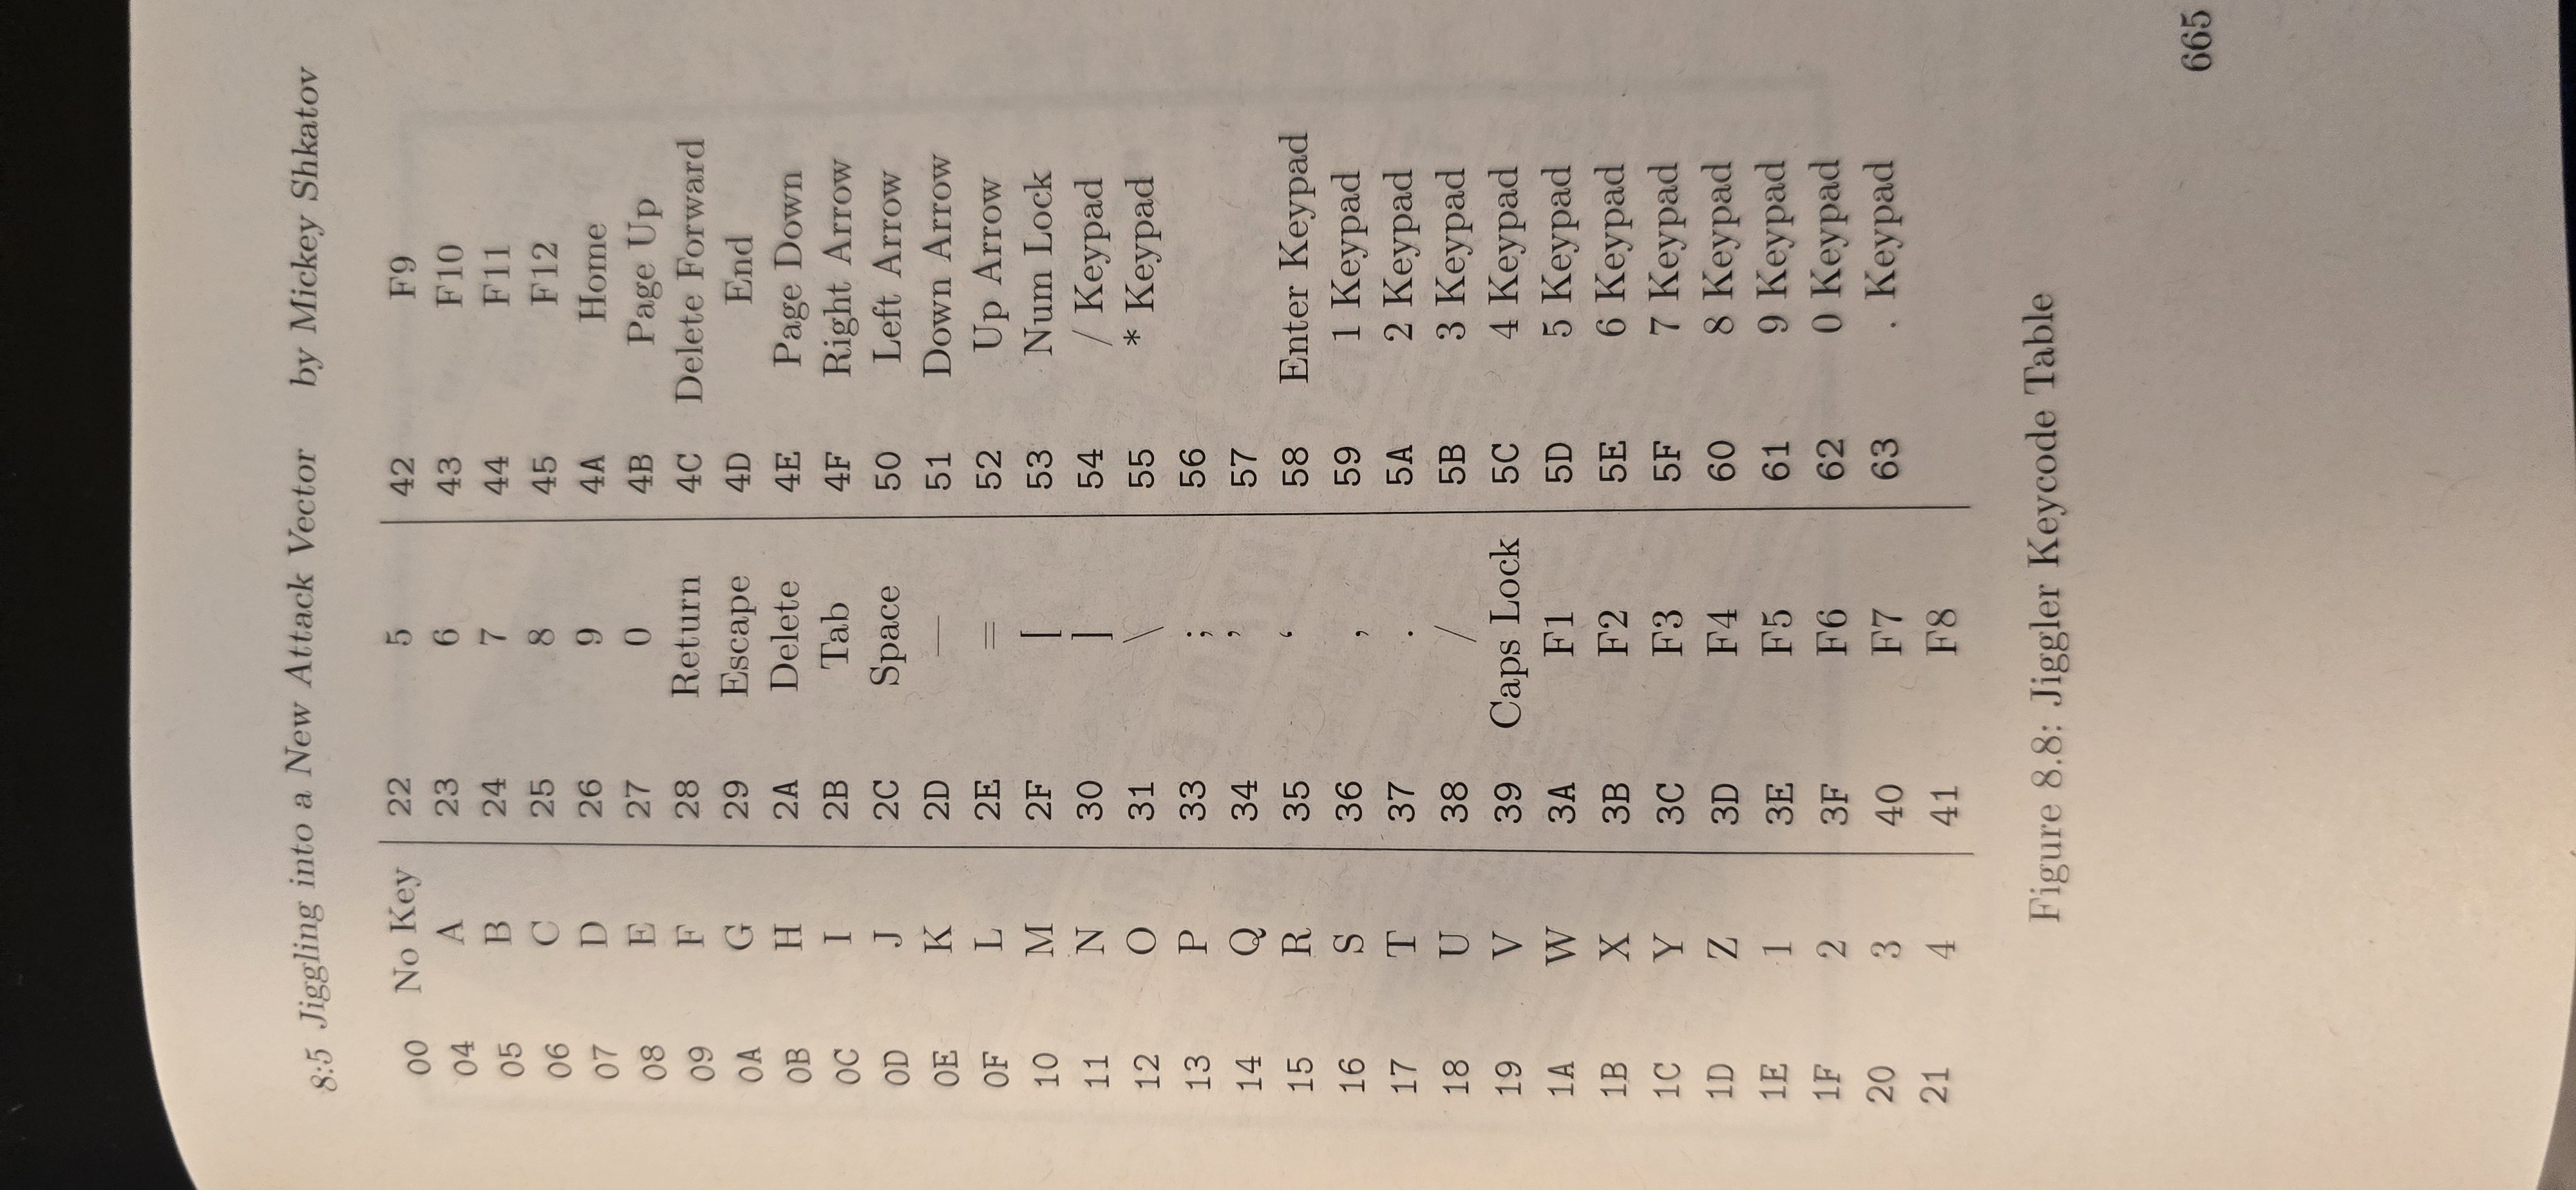 8:5 Jiggling into a New Attack Vector by Mickey Shkatov
00 No Key 22 5 42 F9
04 A 23 6 43 F10
05 B 24 7 44 F11
06 C 25 8 45 F12
07 D 26 9 4A Home
08 E 27 0 4B Page Up
09 F 28 Return 4C Delete Forward
0A G 29 Escape 4D End
0B H 2A Delete 4E Page Down
0C I 2B Tab 4F Right Arrow
0D J 2C Space 50 Left Arrow
0E K 2D — 51 Down Arrow
0F L 2E = 52 Up Arrow
10 M 2F [ 53 Num Lock
11 N 30 ] 54 / Keypad
12 O 31 \ 55 * Keypad
13 P 33 ; 56
14 Q 34 ’ 57
15 R 35 ‘ 58 Enter Keypad
16 S 36 , 59 1 Keypad
17 T 37 . 5A 2 Keypad
18 U 38 / 5B 3 Keypad
19 V 39 Caps Lock 5C 4 Keypad
1A W 3A F1 5D 5 Keypad
1B X 3B F2 5E 6 Keypad
1C Y 3C F3 5F 7 Keypad
1D Z 3D F4 60 8 Keypad
1E 1 3E F5 61 9 Keypad
1F 2 3F F6 62 0 Keypad
20 3 40 F7 63 . Keypad
21 4 41 F8
Figure 8.8: Jiggler Keycode Table
665